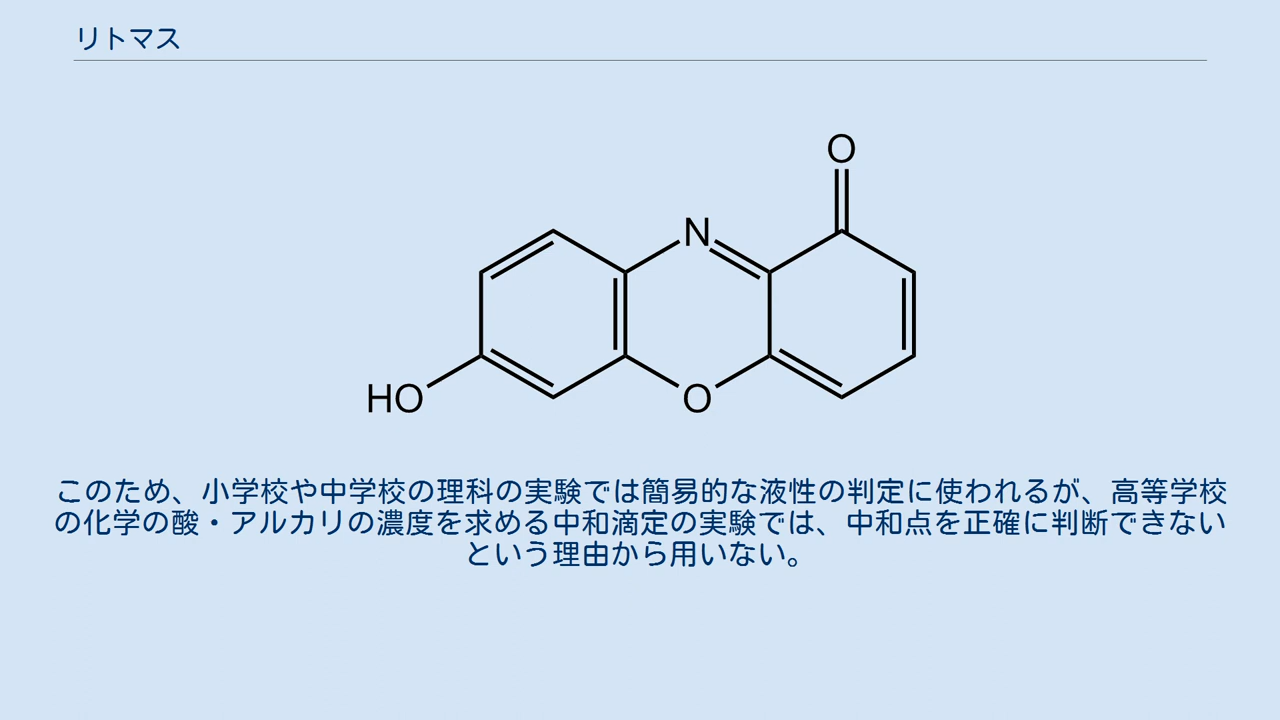 リトマス
O
N
HO
O
このため、小学校や中学校の理科の実験では簡易的な液性の判定に使われるが、高等学校
の化学の酸・アルカリの濃度を求める中和滴定の実験では、中和点を正確に判断できない
という理由から用いない。